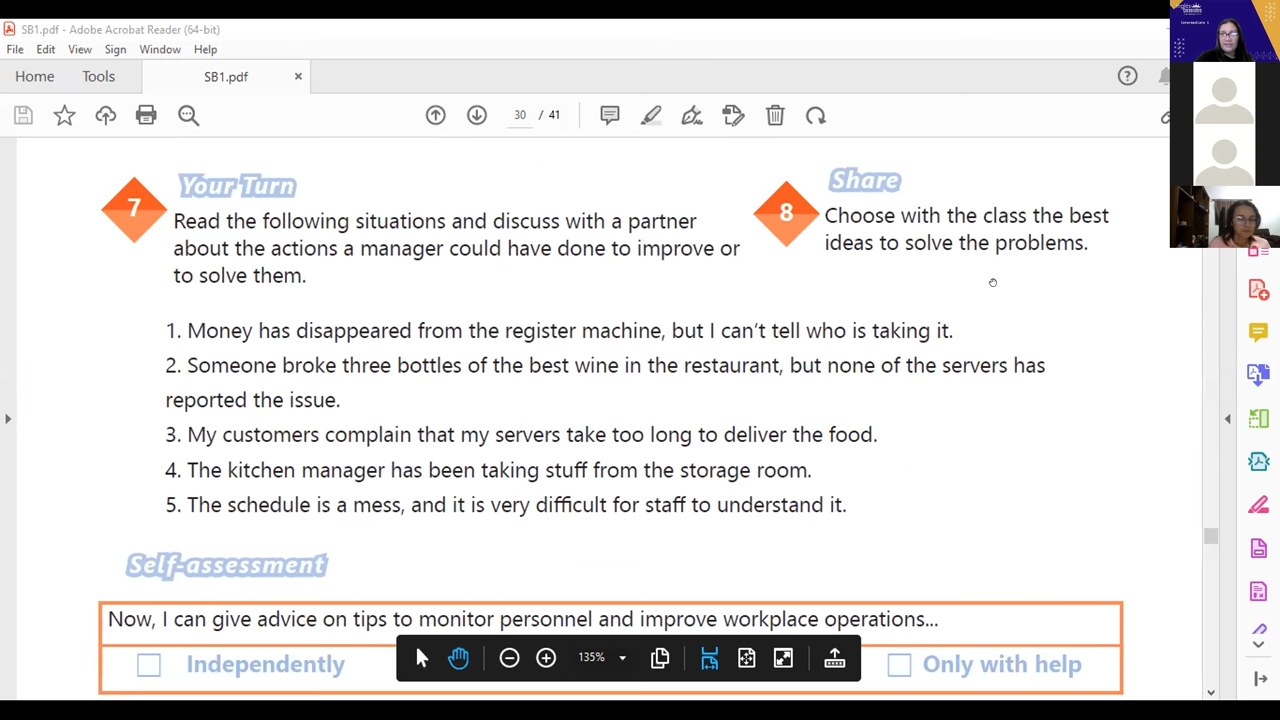 SB1.pdf - Adobe Acrobat Reader (64-bit)
File Edit View Sign Window Help
Home Tools SB1.pdf ×
30 / 41
7 Your Turn
Read the following situations and discuss with a partner
about the actions a manager could have done to improve or
to solve them.
8 Share
Choose with the class the best
ideas to solve the problems.
1. Money has disappeared from the register machine, but I can't tell who is taking it.
2. Someone broke three bottles of the best wine in the restaurant, but none of the servers has
reported the issue.
3. My customers complain that my servers take too long to deliver the food.
4. The kitchen manager has been taking stuff from the storage room.
5. The schedule is a mess, and it is very difficult for staff to understand it.
Self-assessment
Now, I can give advice on tips to monitor personnel and improve workplace operations...
Independently
135%
Only with help